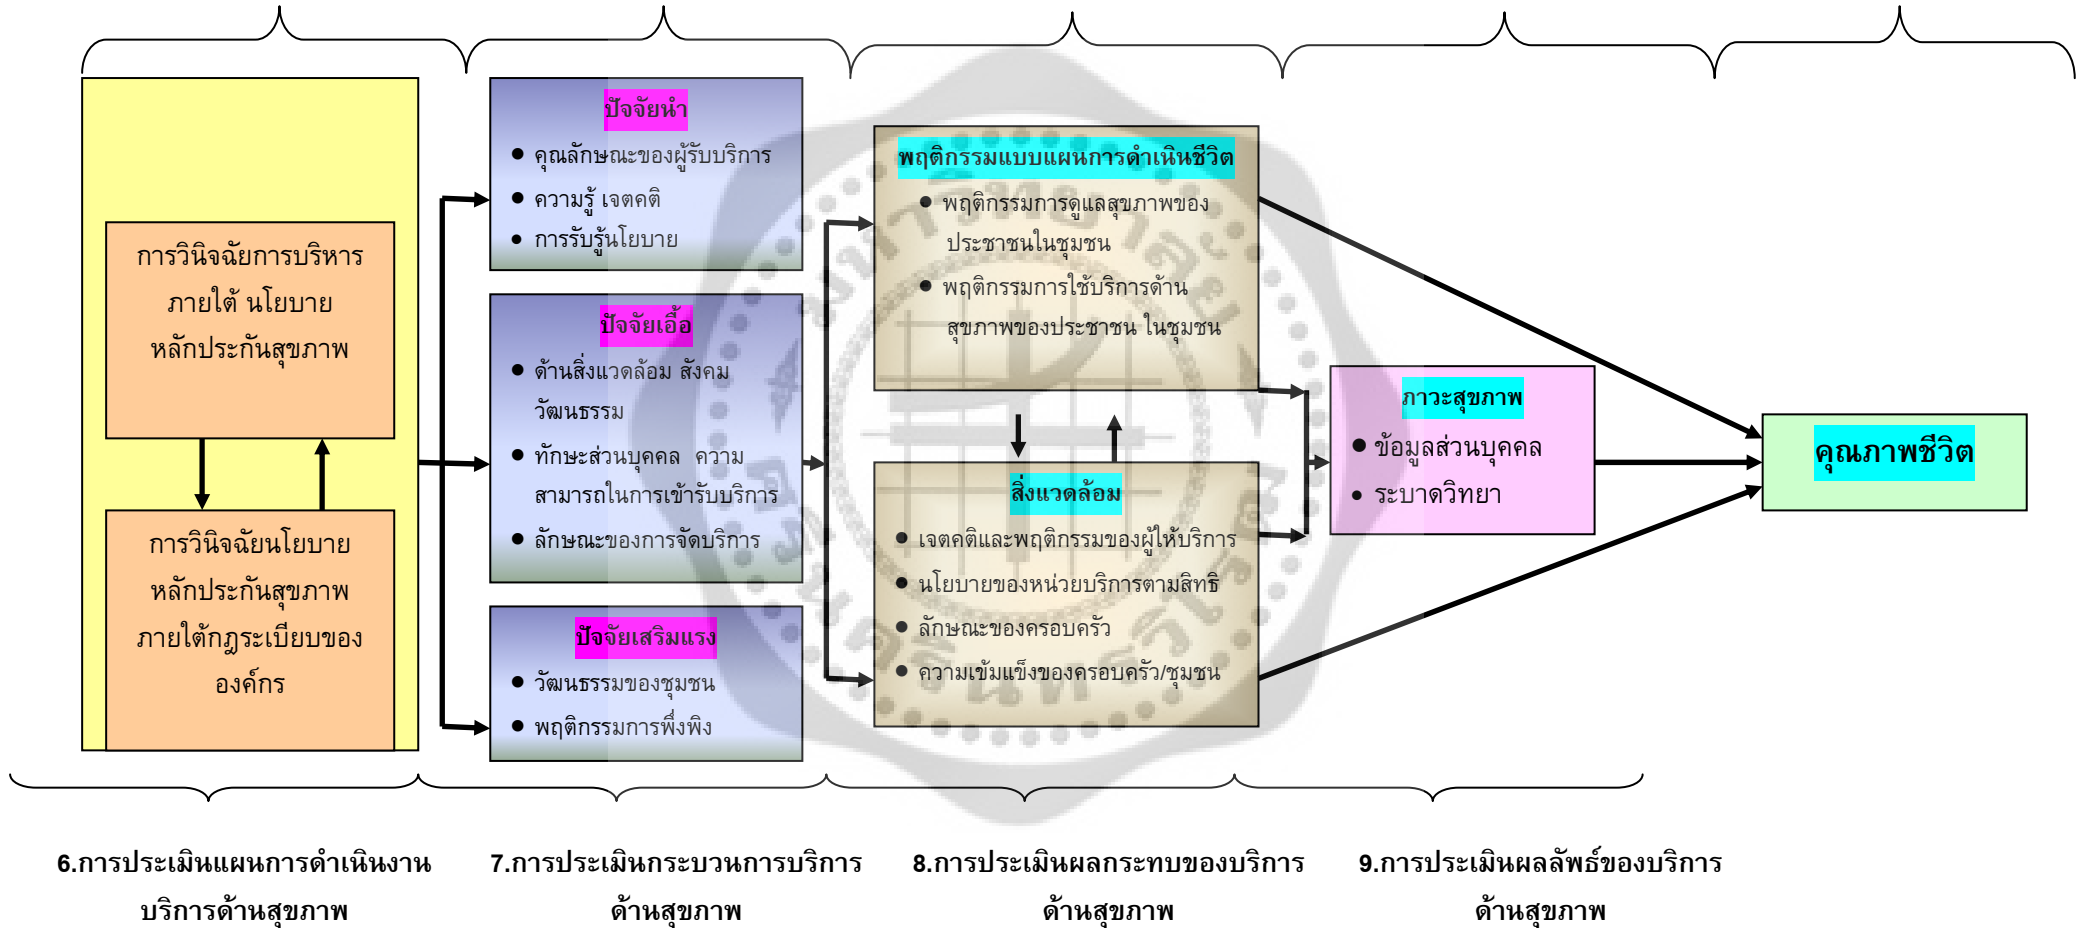 การวินิจฉัยการบริหาร
ภายใต้ นโยบาย
หลักประกันสุขภาพ
การวินิจฉัยนโยบาย
หลักประกันสุขภาพ
ภายใต้กฎระเบียบของ
องค์กร
ปัจจัยนำ
• คุณลักษณะของผู้รับบริการ
• ความรู้ เจตคติ
• การรับรู้นโยบาย
ปัจจัยเอื้อ
• ด้านสิ่งแวดล้อม สังคม
วัฒนธรรม
• ทักษะส่วนบุคคล ความ
สามารถในการเข้ารับบริการ
• ลักษณะของการจัดบริการ
ปัจจัยเสริมแรง
• วัฒนธรรมของชุมชน
• พฤติกรรมการพึ่งพิง
พฤติกรรมแบบแผนการดำเนินชีวิต
• พฤติกรรมการดูแลสุขภาพของ
ประชาชนในชุมชน
• พฤติกรรมการใช้บริการด้าน
สุขภาพของประชาชน ในชุมชน
สิ่งแวดล้อม
• เจตคติและพฤติกรรมของผู้ให้บริการ
• นโยบายของหน่วยบริการตามสิทธิ
• ลักษณะของครอบครัว
• ความเข้มแข็งของครอบครัว/ชุมชน
ภาวะสุขภาพ
• ข้อมูลส่วนบุคคล
• ระบาดวิทยา
คุณภาพชีวิต
6.การประเมินแผนการดำเนินงาน
บริการด้านสุขภาพ
7.การประเมินกระบวนการบริการ
ด้านสุขภาพ
8.การประเมินผลกระทบของบริการ
ด้านสุขภาพ
9.การประเมินผลลัพธ์ของบริการ
ด้านสุขภาพ
มหาวิทยาลัย
ศรีนครินทรวิโรฒ